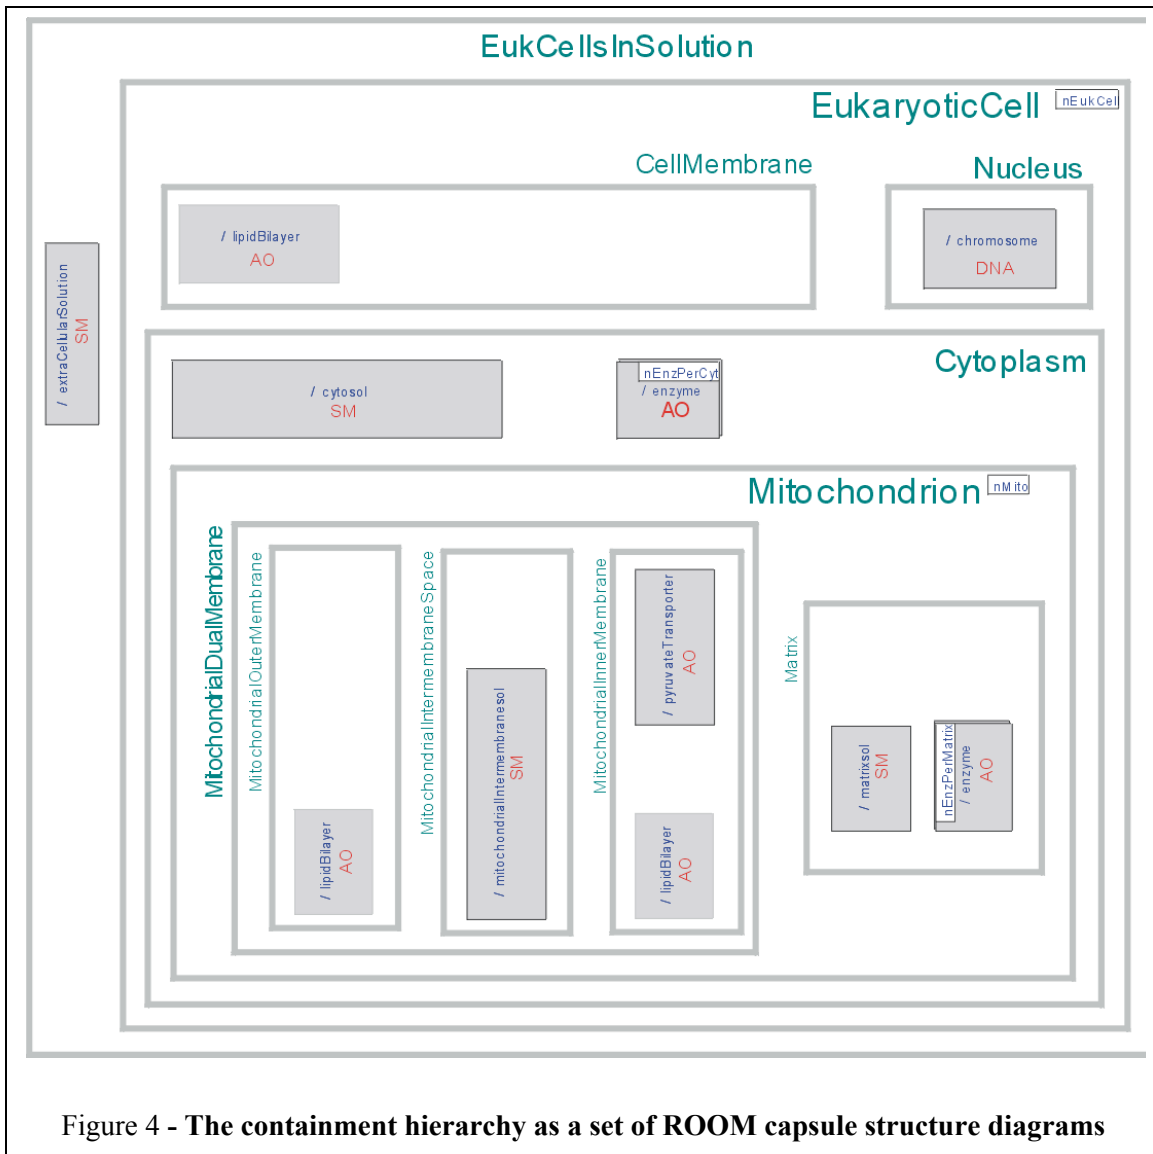 EukCellsInSolution
EukaryoticCell
nEukCel
CellMembrane
Nucleus
/ lipidBilayer
AO
/ chromosome
DNA
/ extraCellularSolution
SM
Cytoplasm
/ cytosol
SM
nEnzPerCyt
/ enzyme
AO
Mitochondrion
nMito
MitochondrialDualMembrane
MitochondrialOuterMembrane
/ lipidBilayer
AO
MitochondrialIntermembraneSpace
/ mitochondrialIntermembranesol
SM
MitochondrialInnerMembrane
/ pyruvateTransporter
AO
/ lipidBilayer
AO
Matrix
/ matrixsol
SM
nEnzPerMatrix
/ enzyme
AO
Figure 4 - The containment hierarchy as a set of ROOM capsule structure diagrams